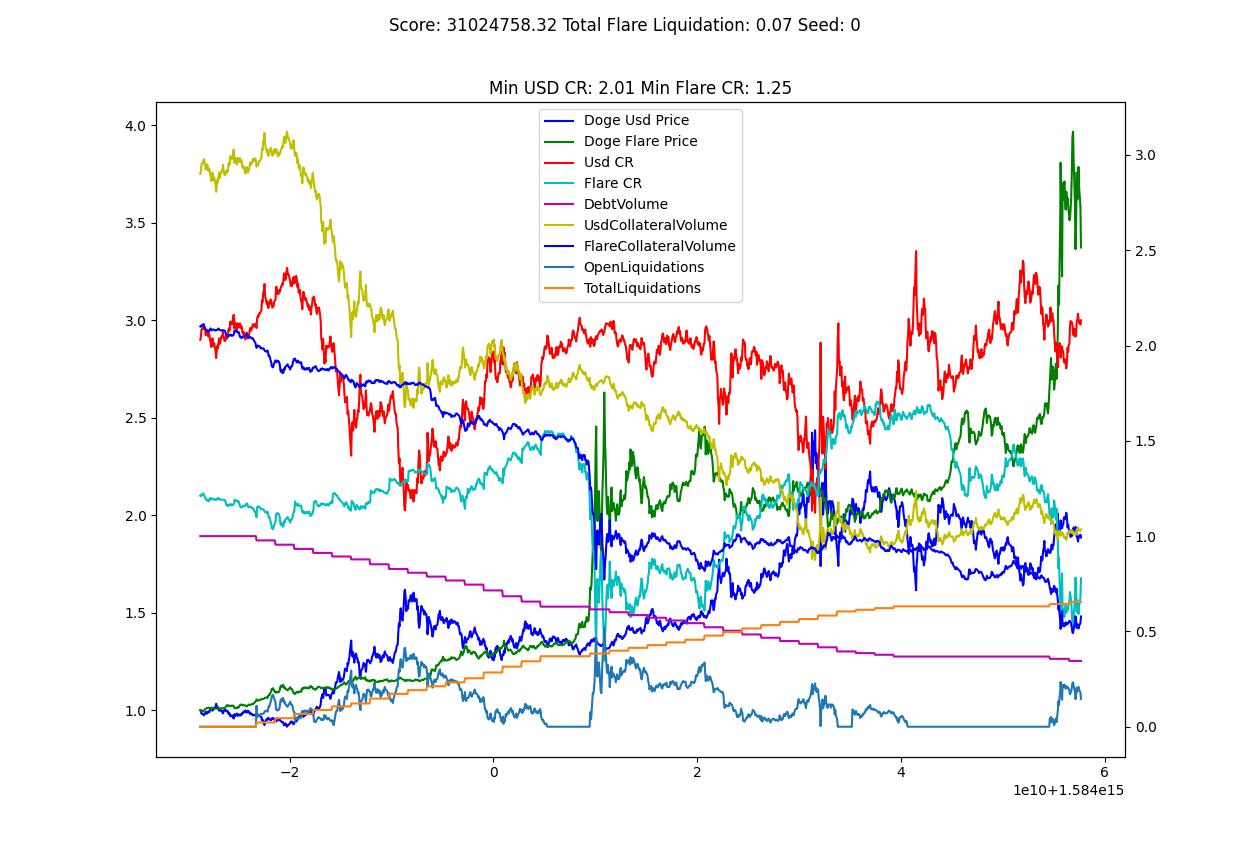 Score: 31024758.32 Total Flare Liquidation: 0.07 Seed: 0
Min USD CR: 2.01 Min Flare CR: 1.25
Doge Usd Price
Doge Flare Price
Usd CR
Flare CR
DebtVolume
UsdCollateralVolume
FlareCollateralVolume
OpenLiquidations
TotalLiquidations
4.0
3.5
3.0
2.5
2.0
1.5
1.0
3.0
2.5
2.0
1.5
1.0
0.5
0.0
−2 0 2 4 6
1e10+1.584e15